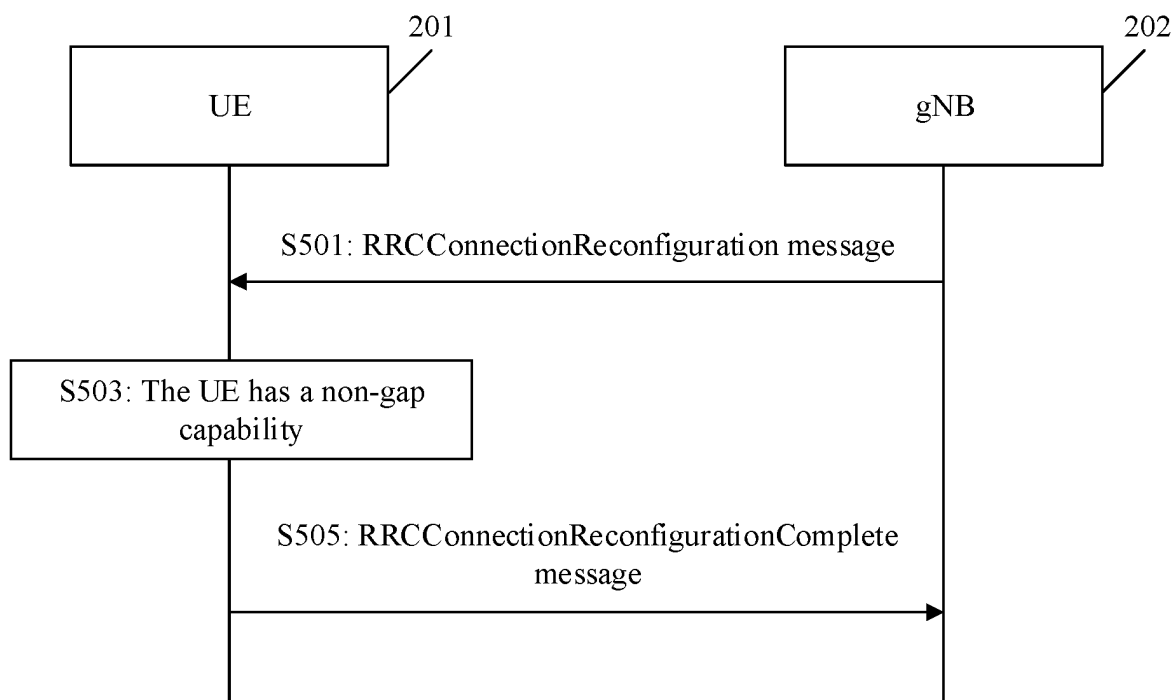 201
202
UE
gNB
S501: RRCConnectionReconfiguration message
S503: The UE has a non-gap
capability
S505: RRCConnectionReconfigurationComplete
message